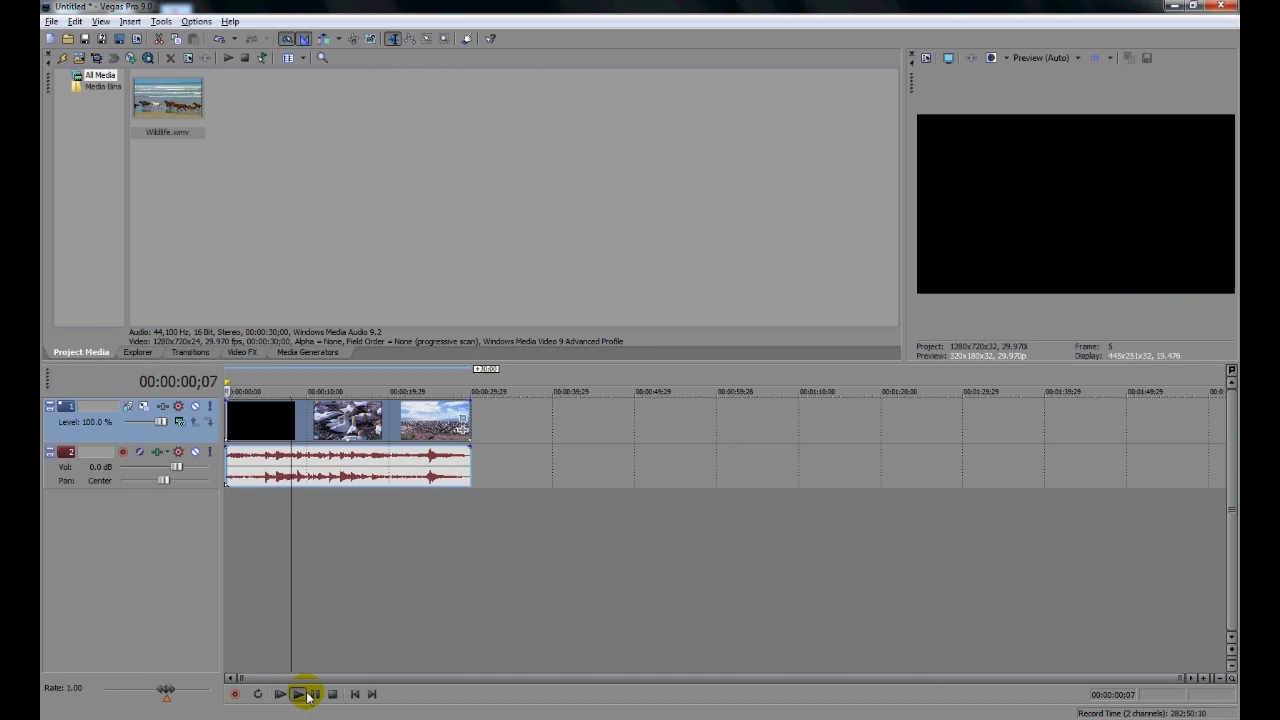 Untitled * - Vegas Pro 9.0
File Edit View Insert Tools Options Help
All Media
Media Bins
Wildlife.wmv
Preview (Auto)
Audio: 44,100 Hz, 16 Bit, Stereo, 00:00:30;00, Windows Media Audio 9.2
Video: 1280x720x24, 29.970 fps, 00:00:30;00, Alpha = None, Field Order = None (progressive scan), Windows Media Video 9 Advanced Profile
Project Media Explorer Transitions Video FX Media Generators
Project: 1280x720x32, 29.970i Frame: 5
Preview: 320x180x32, 29.970p Display: 445x251x32, 19.476
+30;00
00:00:00;07
00:00:10;00 00:00:19;29 00:00:29;29 00:00:39;29 00:00:49;29 00:00:59;28 00:01:10;00 00:01:20;00 00:01:29;29 00:01:39;29 00:01:49;29
1
Level: 100.0 %
2
Vol: 0.0 dB
Pan: Center
Rate: 1.00
00:00:00;07
Record Time (2 channels): 282:50:10